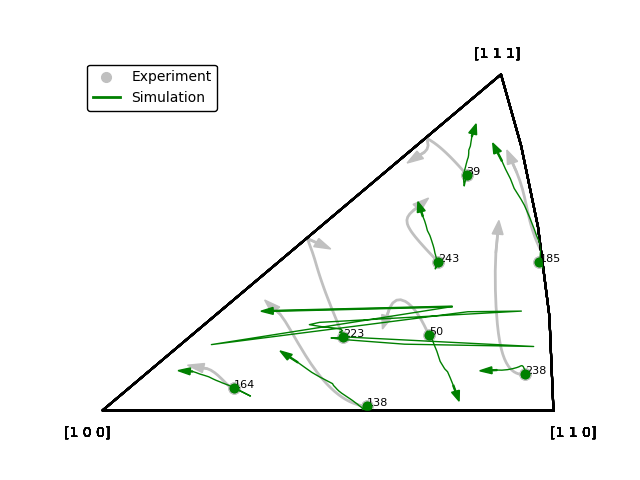 [1 1 1]
Experiment
Simulation
39
243
185
223
50
238
164
138
[1 0 0]
[1 1 0]